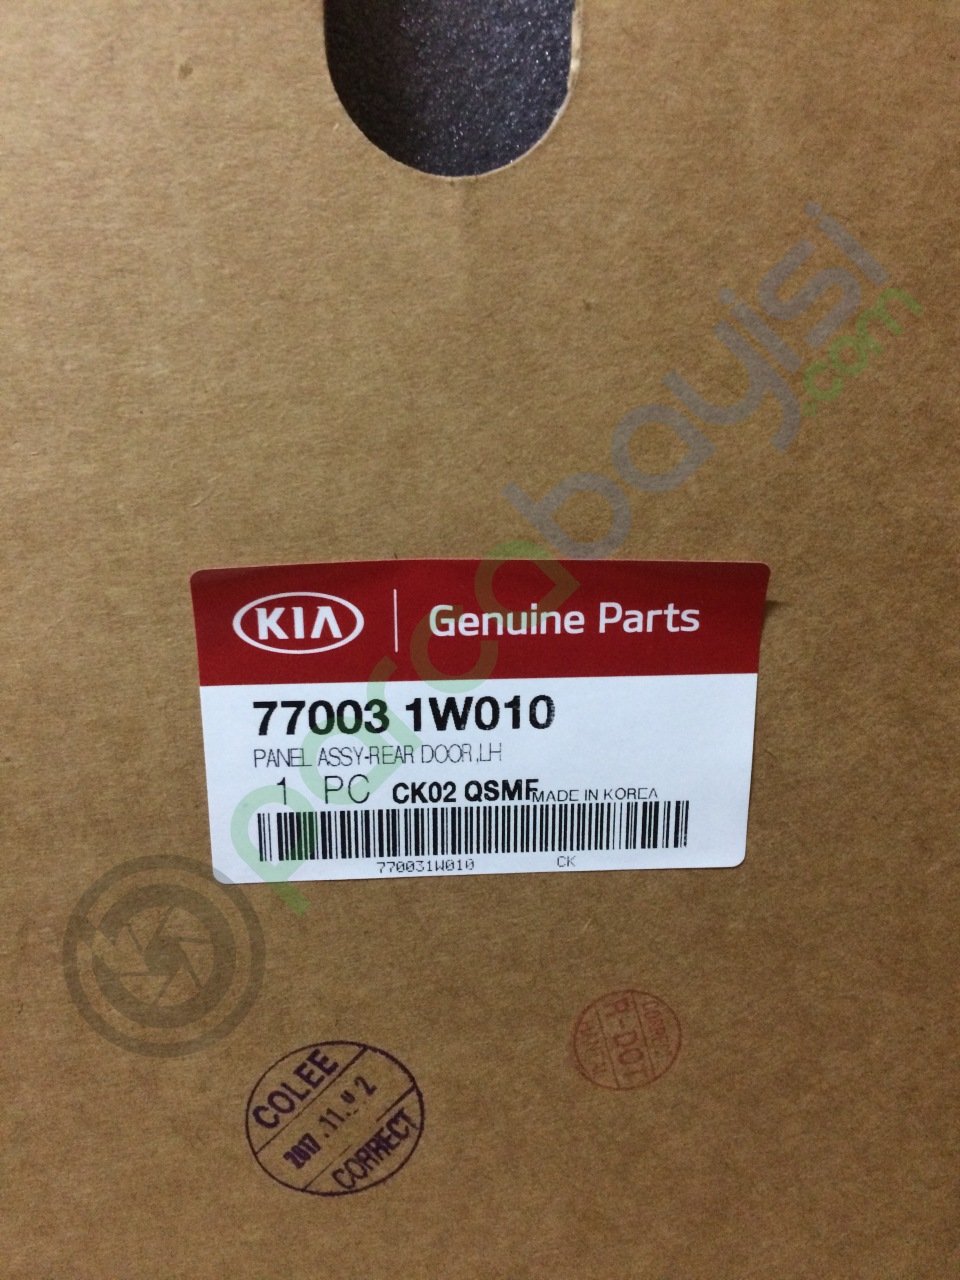 parcabayisi
.com
KIA
Genuine Parts
77003 1W010
PANEL ASSY-REAR DOOR,LH
1 PC CK02 QSMF MADE IN KOREA
770031W010 CK
COLEE
2017.11.
CORRECT